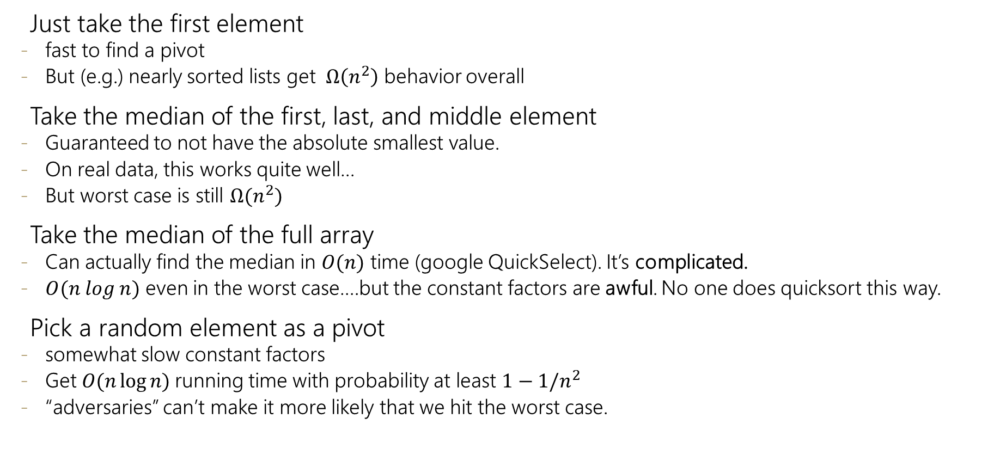 Just take the first element
- fast to find a pivot
- But (e.g.) nearly sorted lists get Ω(n²) behavior overall
Take the median of the first, last, and middle element
- Guaranteed to not have the absolute smallest value.
- On real data, this works quite well…
- But worst case is still Ω(n²)
Take the median of the full array
- Can actually find the median in O(n) time (google QuickSelect). It’s complicated.
- O(n log n) even in the worst case….but the constant factors are awful. No one does quicksort this way.
Pick a random element as a pivot
- somewhat slow constant factors
- Get O(n log n) running time with probability at least 1 − 1/n²
- “adversaries” can’t make it more likely that we hit the worst case.